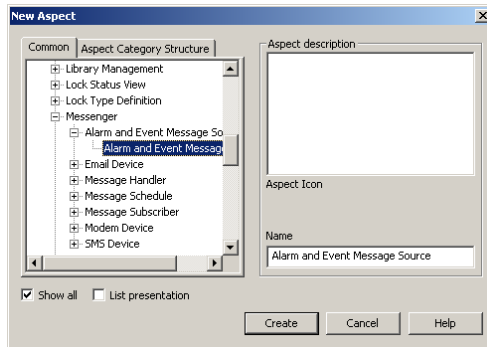 New Aspect
Common
Aspect Category Structure
Library Management
Lock Status View
Lock Type Definition
Messenger
Alarm and Event Message So
Alarm and Event Messag
Email Device
Message Handler
Message Schedule
Message Subscriber
Modem Device
SMS Device
Show all
List presentation
Aspect description
Aspect Icon
Name
Alarm and Event Message Source
Create
Cancel
Help